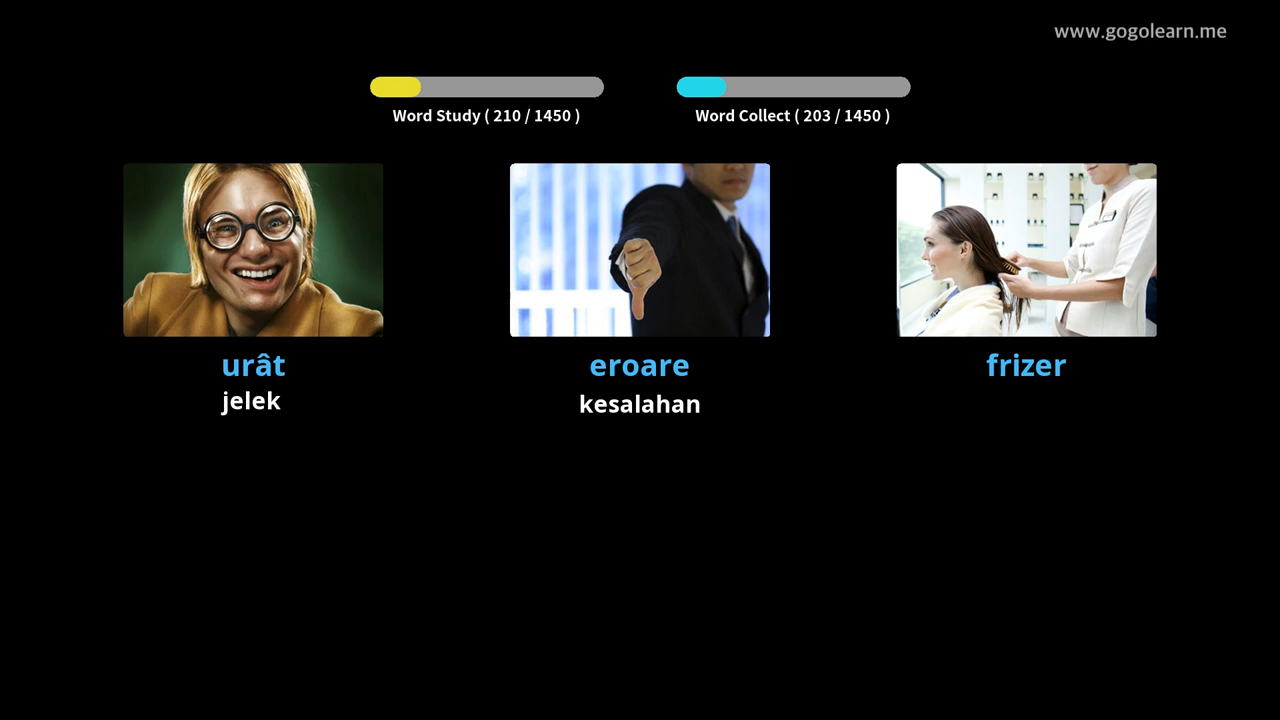 www.gogolearn.me
Word Study ( 210 / 1450 )
Word Collect ( 203 / 1450 )
urât
jelek
eroare
kesalahan
frizer